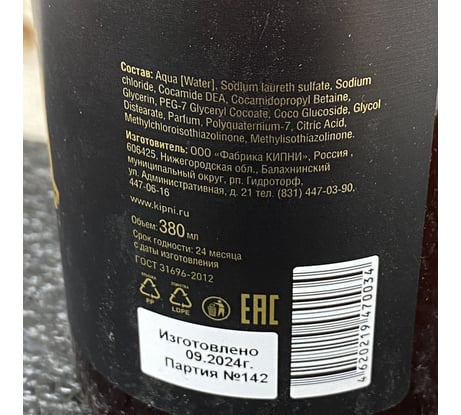 Состав: Aqua [Water], Sodium laureth sulfate, Sodium
chloride, Cocamide DEA, Cocamidopropyl Betaine,
Glycerin, PEG-7 Glyceryl Cocoate, Coco Glucoside, Glycol
Distearate, Parfum, Polyquaternium-7, Citric Acid,
Methylchloroisothiazolinone, Methylisothiazolinone.
Изготовитель: ООО «Фабрика КИПНИ», Россия ,
606425, Нижегородская обл., Балахнинский
муниципальный округ, рп. Гидроторф,
ул. Административная, д. 21 тел. (831) 447-03-90,
447-06-16
www.kipni.ru
Объем: 380 мл
Срок годности: 24 месяца
с даты изготовления
ГОСТ 31696-2012
крышка
PP
этикетка
LDPE
EAC
4620219470034
Изготовлено
09.2024г.
Партия №142